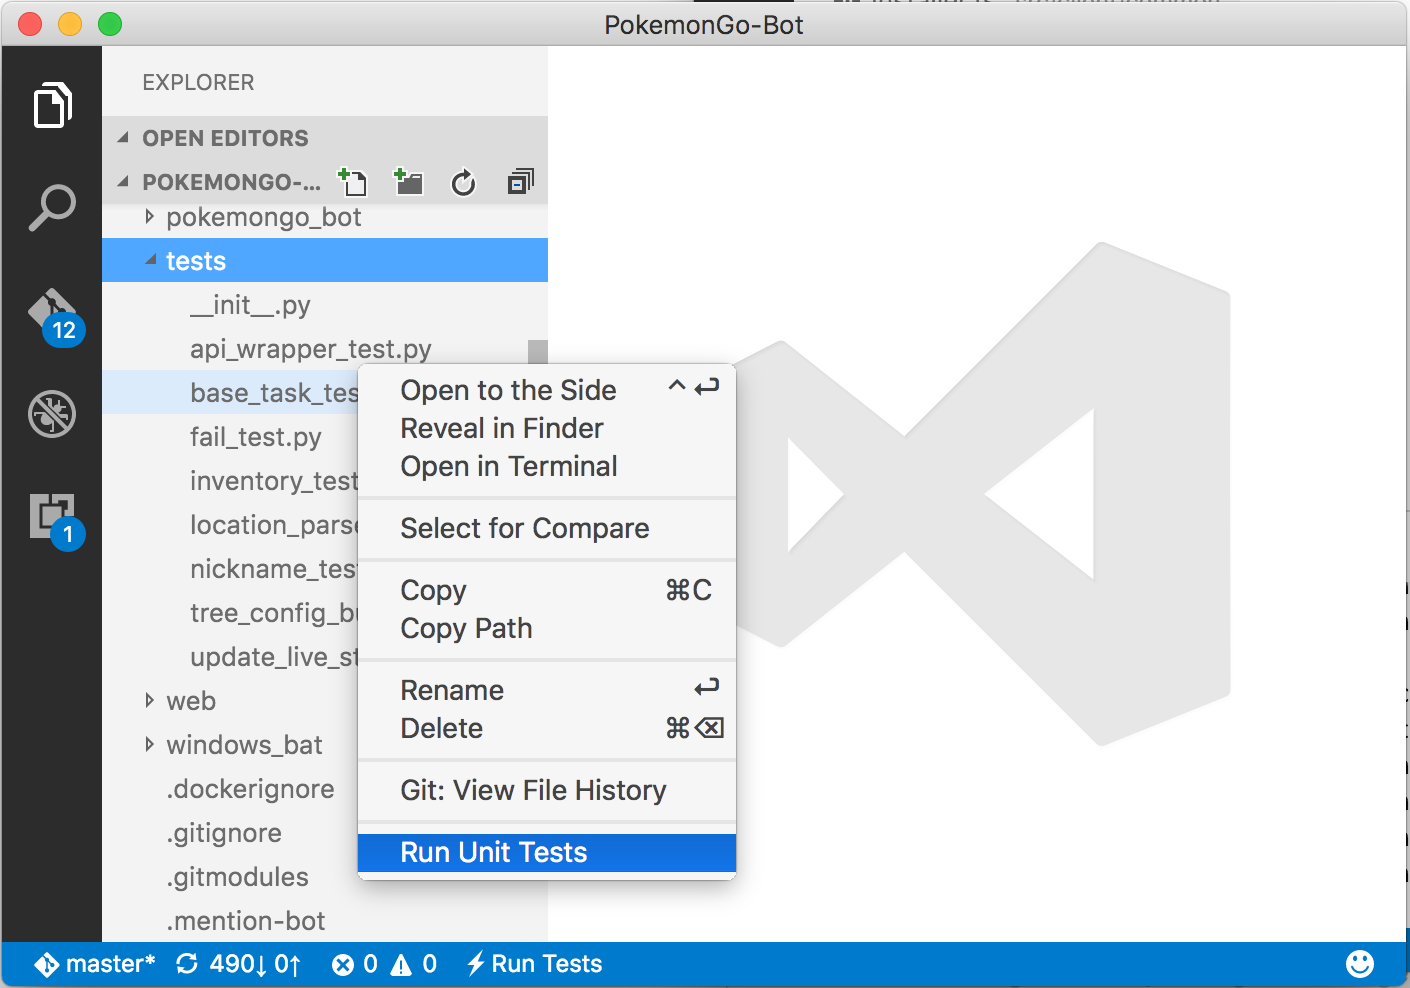 PokemonGo-Bot
EXPLORER
OPEN EDITORS
POKEMONGO-...
pokemongo_bot
tests
__init__.py
api_wrapper_test.py
base_task_tes
fail_test.py
inventory_test
location_parse
nickname_tes
tree_config_bu
update_live_st
web
windows_bat
.dockerignore
.gitignore
.gitmodules
.mention-bot
12
1
Open to the Side ^↩
Reveal in Finder
Open in Terminal
Select for Compare
Copy ⌘C
Copy Path
Rename ↩
Delete ⌘⌫
Git: View File History
Run Unit Tests
master* 490↓ 0↑ 0 0 Run Tests